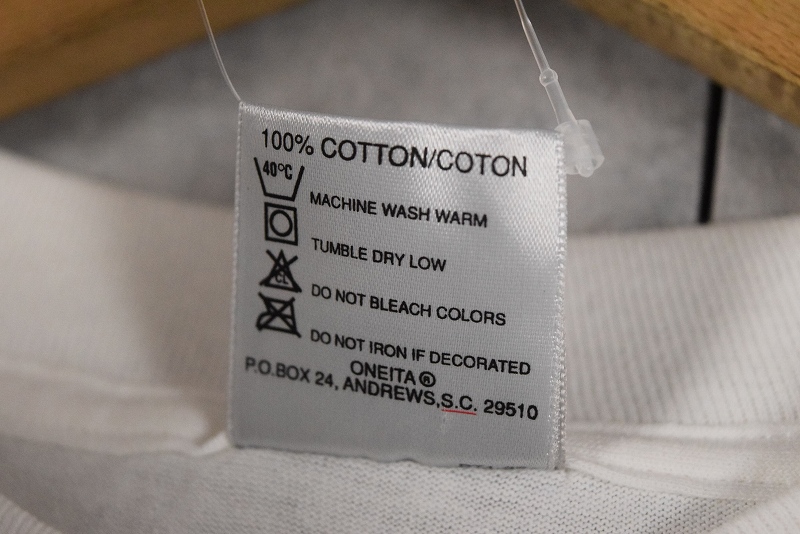 100% COTTON/COTON
40°C
MACHINE WASH WARM
TUMBLE DRY LOW
CL
DO NOT BLEACH COLORS
DO NOT IRON IF DECORATED
ONEITA®
P.O.BOX 24, ANDREWS,S.C. 29510